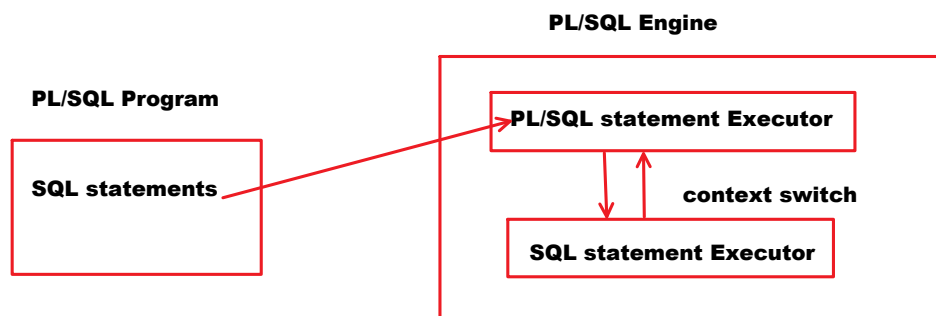 PL/SQL Engine
PL/SQL Program
PL/SQL statement Executor
SQL statements
context switch
SQL statement Executor